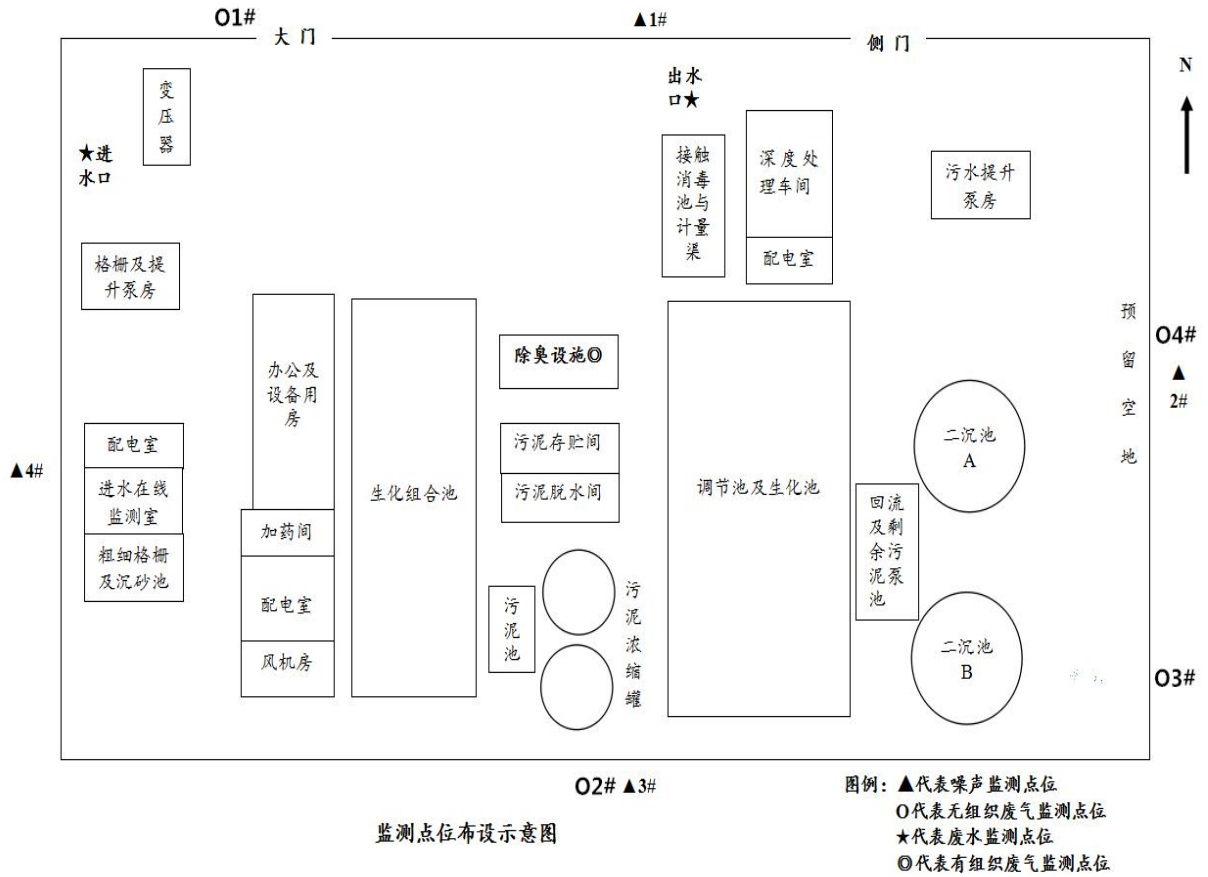 O1#
▲1#
大门
侧门
N
变
压
器
出水
口★
★进
水口
接触
消毒
池与
计量
渠
深度处
理车间
配电室
污水提升
泵房
格栅及提
升泵房
预
留
空
地
O4#
▲
2#
办公及
设备用
房
除臭设施◎
生化组合池
污泥存贮间
污泥脱水间
调节池及生化池
二沉池
A
▲4#
配电室
进水在线
监测室
粗细格栅
及沉砂池
加药间
配电室
风机房
污
泥
池
污
泥
浓
缩
罐
回流
及剩
余污
泥泵
池
二沉池
B
O3#
O2# ▲3#
图例：▲代表噪声监测点位
O代表无组织废气监测点位
★代表废水监测点位
◎代表有组织废气监测点位
监测点位布设示意图